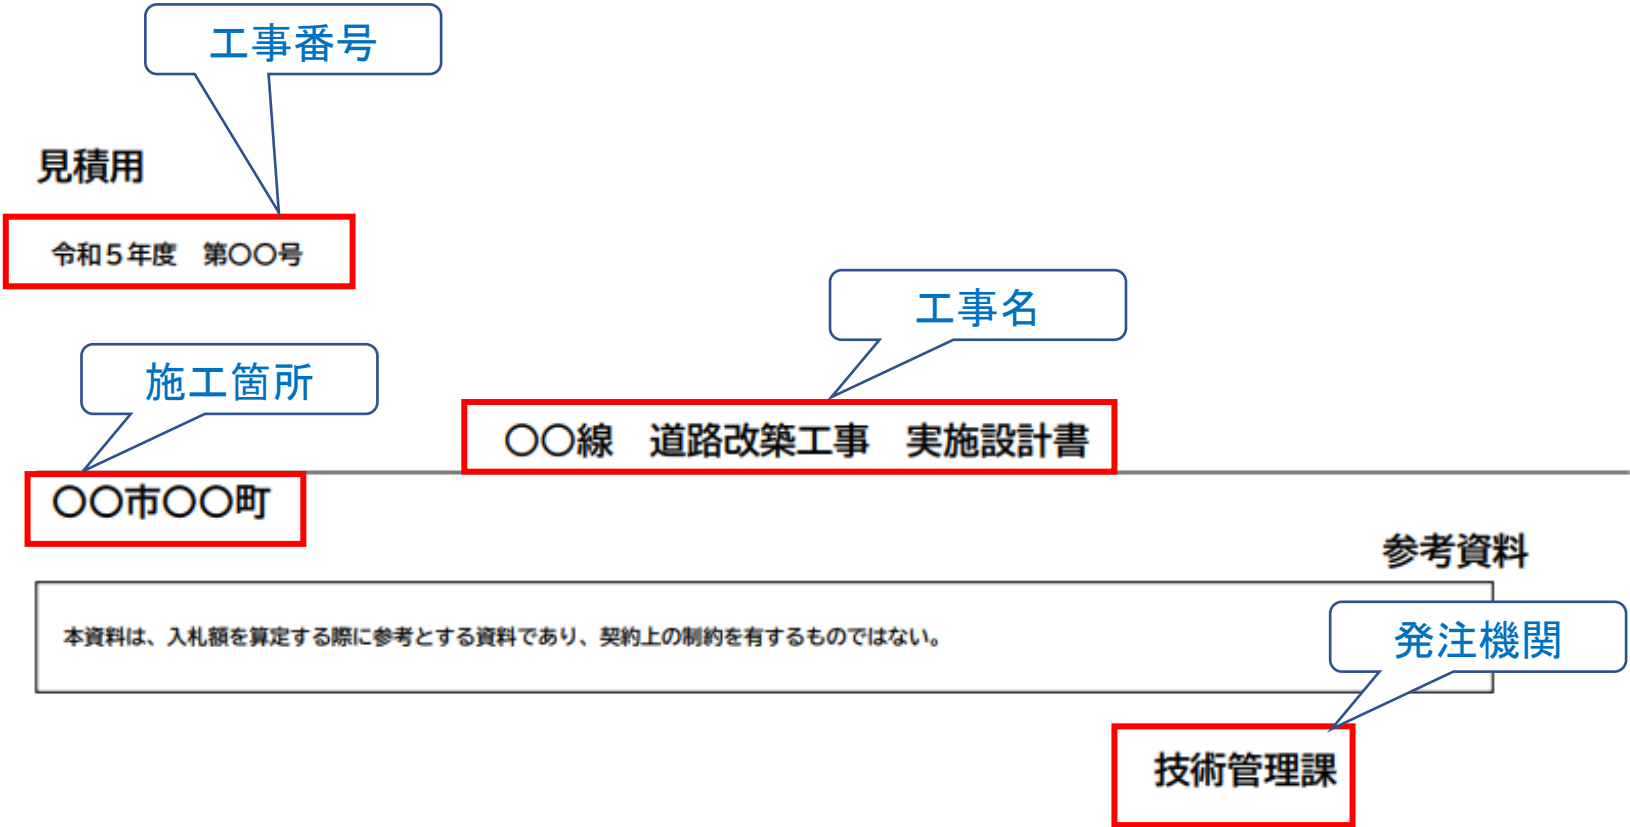 工事番号
見積用
令和５年度　第〇〇号
工事名
施工箇所
〇〇線　道路改築工事　実施設計書
〇〇市〇〇町
参考資料
本資料は、入札額を算定する際に参考とする資料であり、契約上の制約を有するものではない。
発注機関
技術管理課